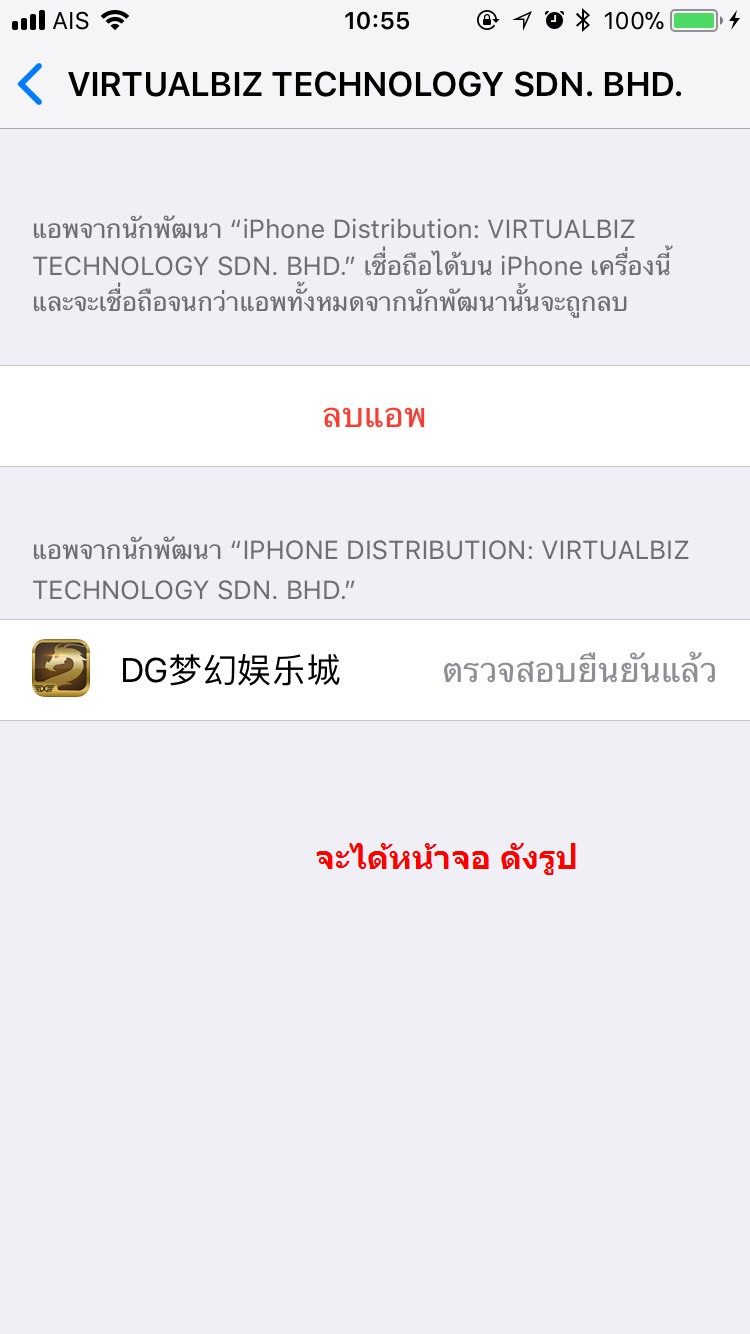 AIS 10:55 100%
VIRTUALBIZ TECHNOLOGY SDN. BHD.
แอพจากนักพัฒนา “iPhone Distribution: VIRTUALBIZ
TECHNOLOGY SDN. BHD.” เชื่อถือได้บน iPhone เครื่องนี้
และจะเชื่อถือจนกว่าแอพทั้งหมดจากนักพัฒนานั้นจะถูกลบ
ลบแอพ
แอพจากนักพัฒนา “IPHONE DISTRIBUTION: VIRTUALBIZ
TECHNOLOGY SDN. BHD.”
DG梦幻娱乐城 ตรวจสอบยืนยันแล้ว
จะได้หน้าจอ ดังรูป